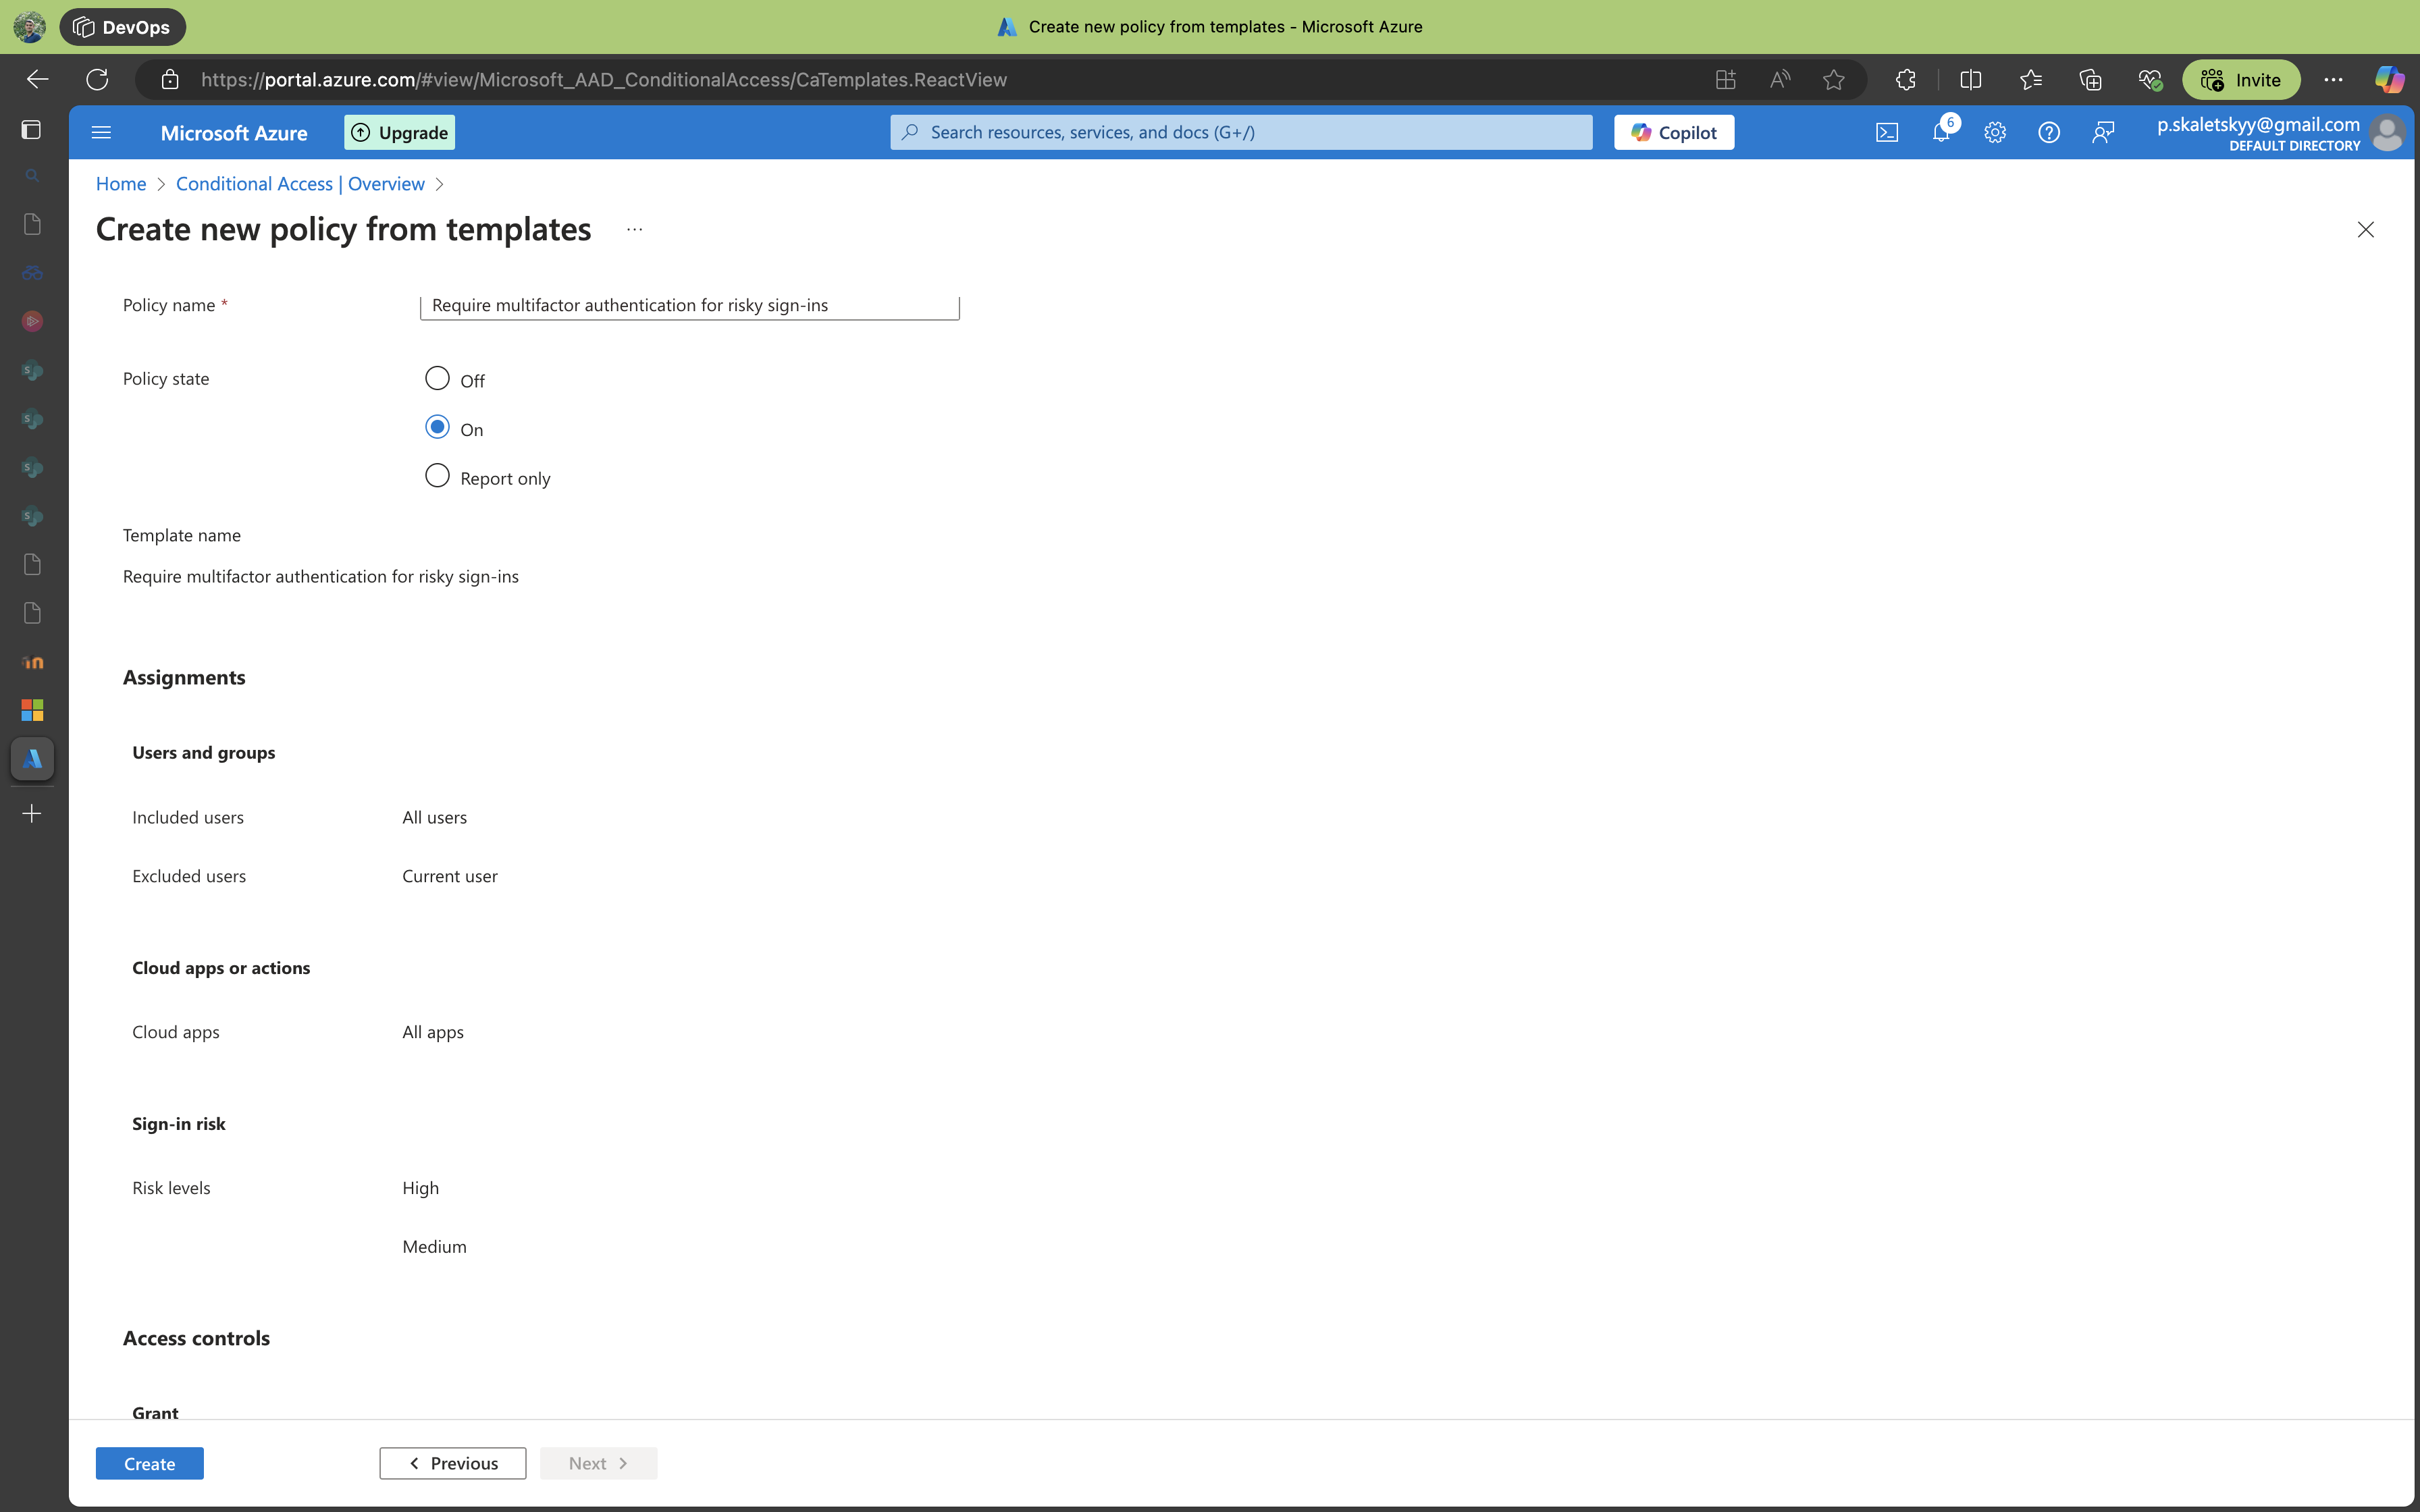 DevOps
Create new policy from templates - Microsoft Azure
https://portal.azure.com/#view/Microsoft_AAD_ConditionalAccess/CaTemplates.ReactView
Invite
Microsoft Azure
Upgrade
Search resources, services, and docs (G+/)
Copilot
6
p.skaletskyy@gmail.com
DEFAULT DIRECTORY
Home > Conditional Access | Overview >
Create new policy from templates ...
Policy name * Require multifactor authentication for risky sign-ins
Policy state
Off
On
Report only
Template name
Require multifactor authentication for risky sign-ins
Assignments
Users and groups
Included users All users
Excluded users Current user
Cloud apps or actions
Cloud apps All apps
Sign-in risk
Risk levels High
Medium
Access controls
Grant
Create
Previous
Next